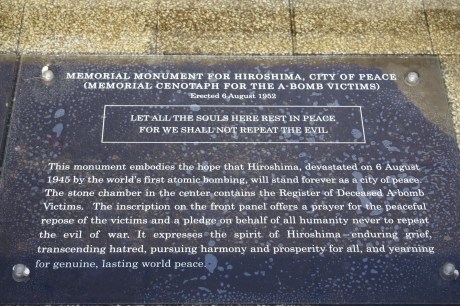 MEMORIAL MONUMENT FOR HIROSHIMA, CITY OF PEACE
(MEMORIAL CENOTAPH FOR THE A-BOMB VICTIMS)
Erected 6 August 1952
LET ALL THE SOULS HERE REST IN PEACE
FOR WE SHALL NOT REPEAT THE EVIL
This monument embodies the hope that Hiroshima, devastated on 6 August
1945 by the world's first atomic bombing, will stand forever as a city of peace.
The stone chamber in the center contains the Register of Deceased A-bomb
Victims. The inscription on the front panel offers a prayer for the peaceful
repose of the victims and a pledge on behalf of all humanity never to repeat
the evil of war. It expresses the spirit of Hiroshima—enduring grief,
transcending hatred, pursuing harmony and prosperity for all, and yearning
for genuine, lasting world peace.